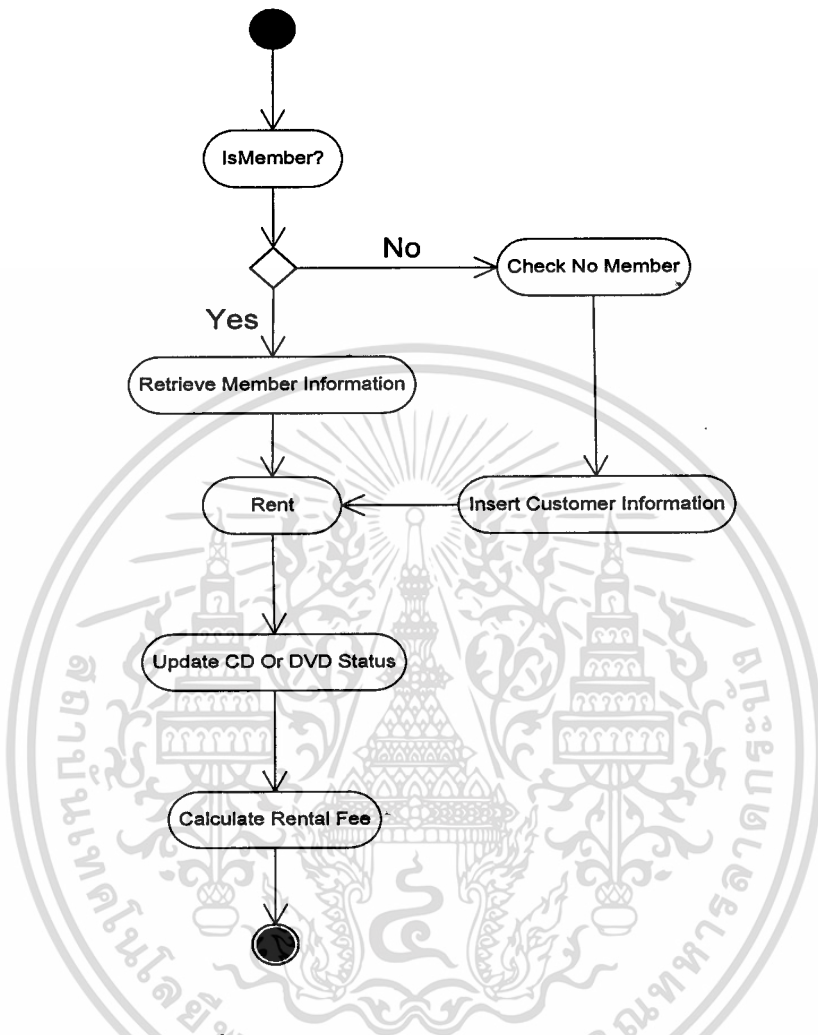 IsMember?
No
Check No Member
Yes
Retrieve Member Information
Rent
Insert Customer Information
Update CD Or DVD Status
Calculate Rental Fee